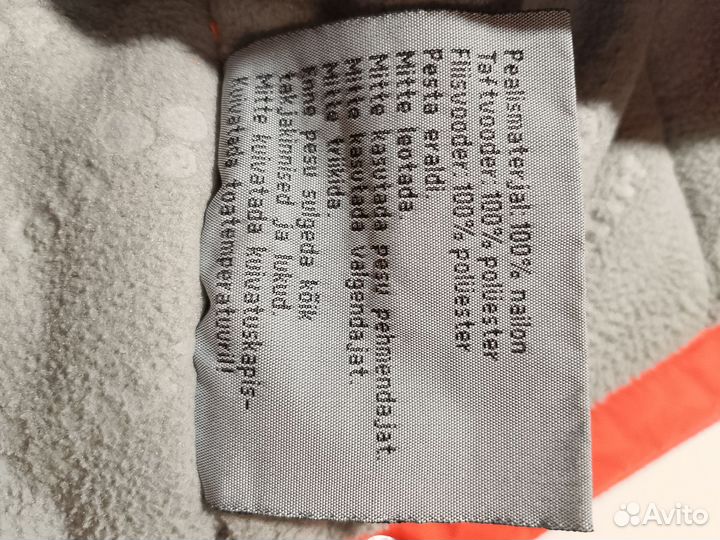 Pealismaterjal: 100% nailon
Taftvooder: 100% polüester
Fliisvooder: 100% polüester
Pesta eraldi.
Mitte leotada.
Mitte kasutada pesu pehmendajat.
Mitte kasutada valgendajat.
Mitte triikida.
Enne pesu sulgeda kõik
takjakinnised ja lukud.
Mitte kuivatada kuivatuskapis-
Kuivatada toatemperatuuril!
Avito